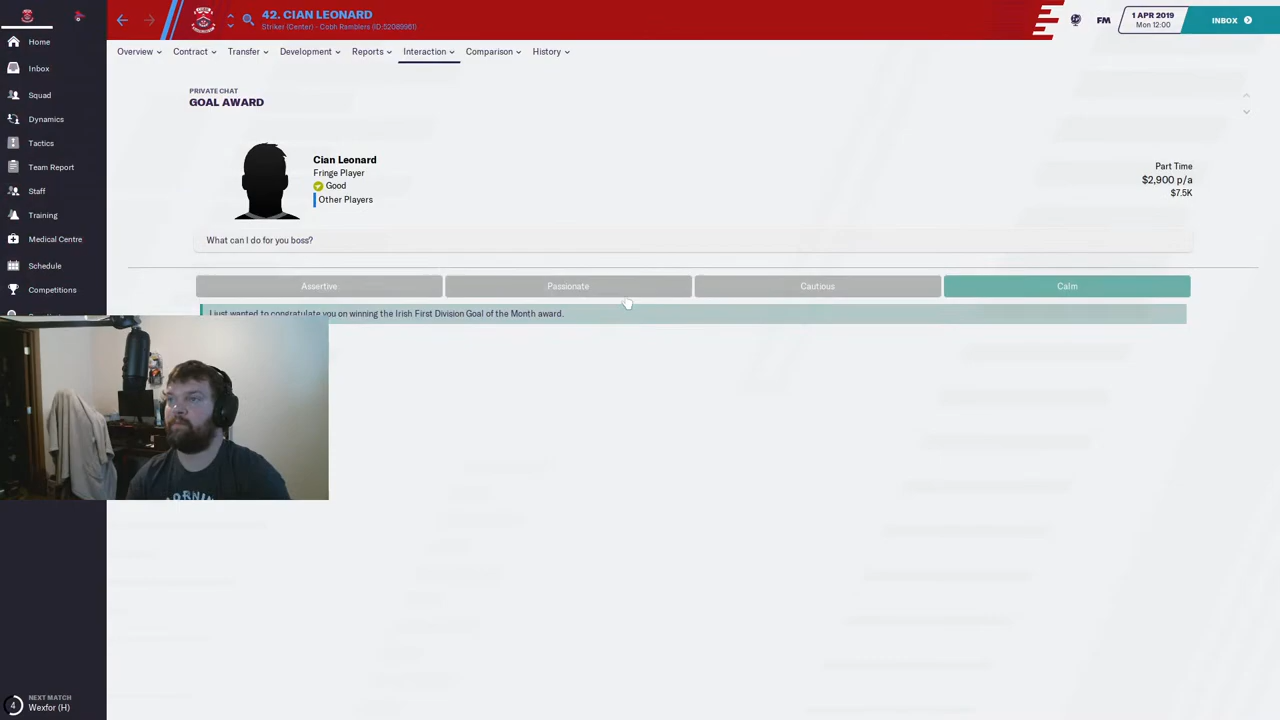 42. CIAN LEONARD
Striker (Center) - Cobh Ramblers (ID:52089961)
FM
1 APR 2019
Mon 12:00
INBOX
Overview
Contract
Transfer
Development
Reports
Interaction
Comparison
History
Home
Inbox
Squad
Dynamics
Tactics
Team Report
Staff
Training
Medical Centre
Schedule
Competitions
PRIVATE CHAT
GOAL AWARD
Cian Leonard
Fringe Player
Good
Other Players
Part Time
$2,900 p/a
$7.5K
What can I do for you boss?
Assertive
Passionate
Cautious
Calm
I just wanted to congratulate you on winning the Irish First Division Goal of the Month award.
4
NEXT MATCH
Wexfor (H)